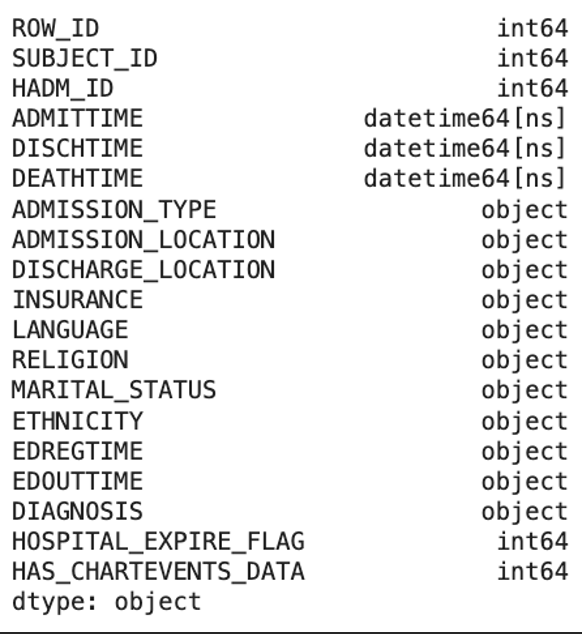 ROW_ID int64
SUBJECT_ID int64
HADM_ID int64
ADMITTIME datetime64[ns]
DISCHTIME datetime64[ns]
DEATHTIME datetime64[ns]
ADMISSION_TYPE object
ADMISSION_LOCATION object
DISCHARGE_LOCATION object
INSURANCE object
LANGUAGE object
RELIGION object
MARITAL_STATUS object
ETHNICITY object
EDREGTIME object
EDOUTTIME object
DIAGNOSIS object
HOSPITAL_EXPIRE_FLAG int64
HAS_CHARTEVENTS_DATA int64
dtype: object